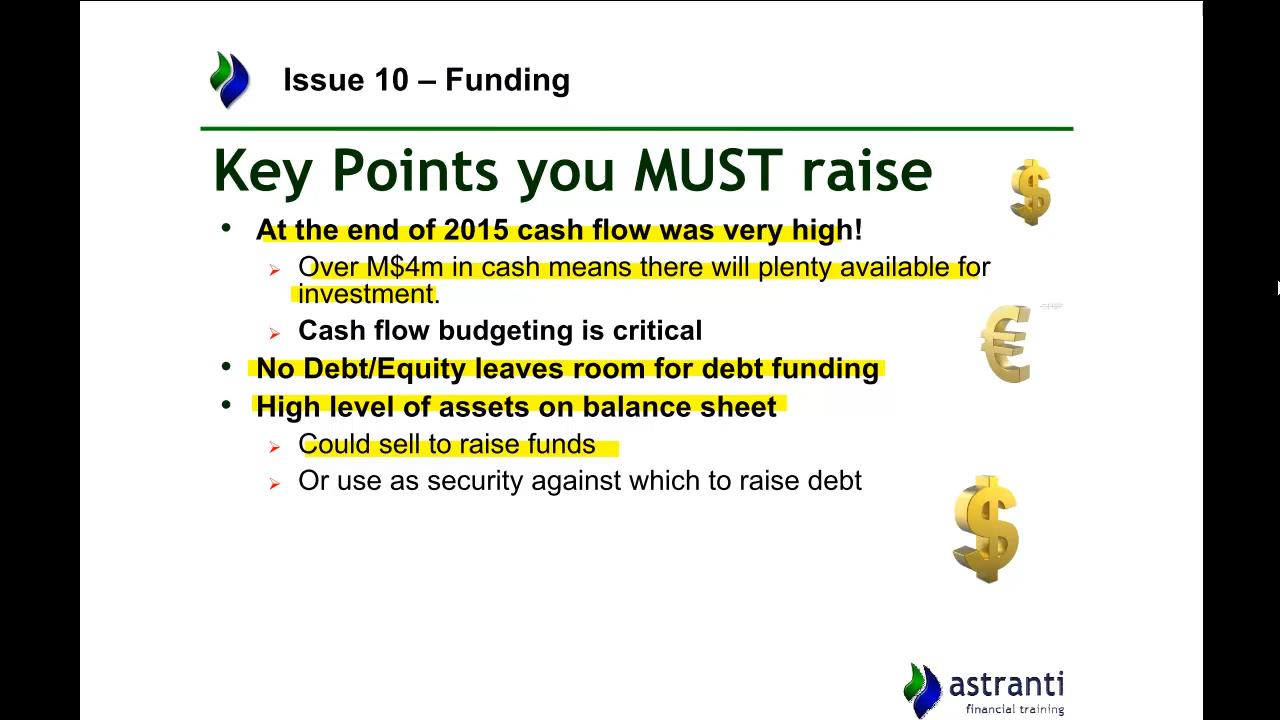 Issue 10 – Funding
Key Points you MUST raise
• At the end of 2015 cash flow was very high!
➢ Over M$4m in cash means there will plenty available for
investment.
➢ Cash flow budgeting is critical
• No Debt/Equity leaves room for debt funding
• High level of assets on balance sheet
➢ Could sell to raise funds
➢ Or use as security against which to raise debt
astranti
financial training